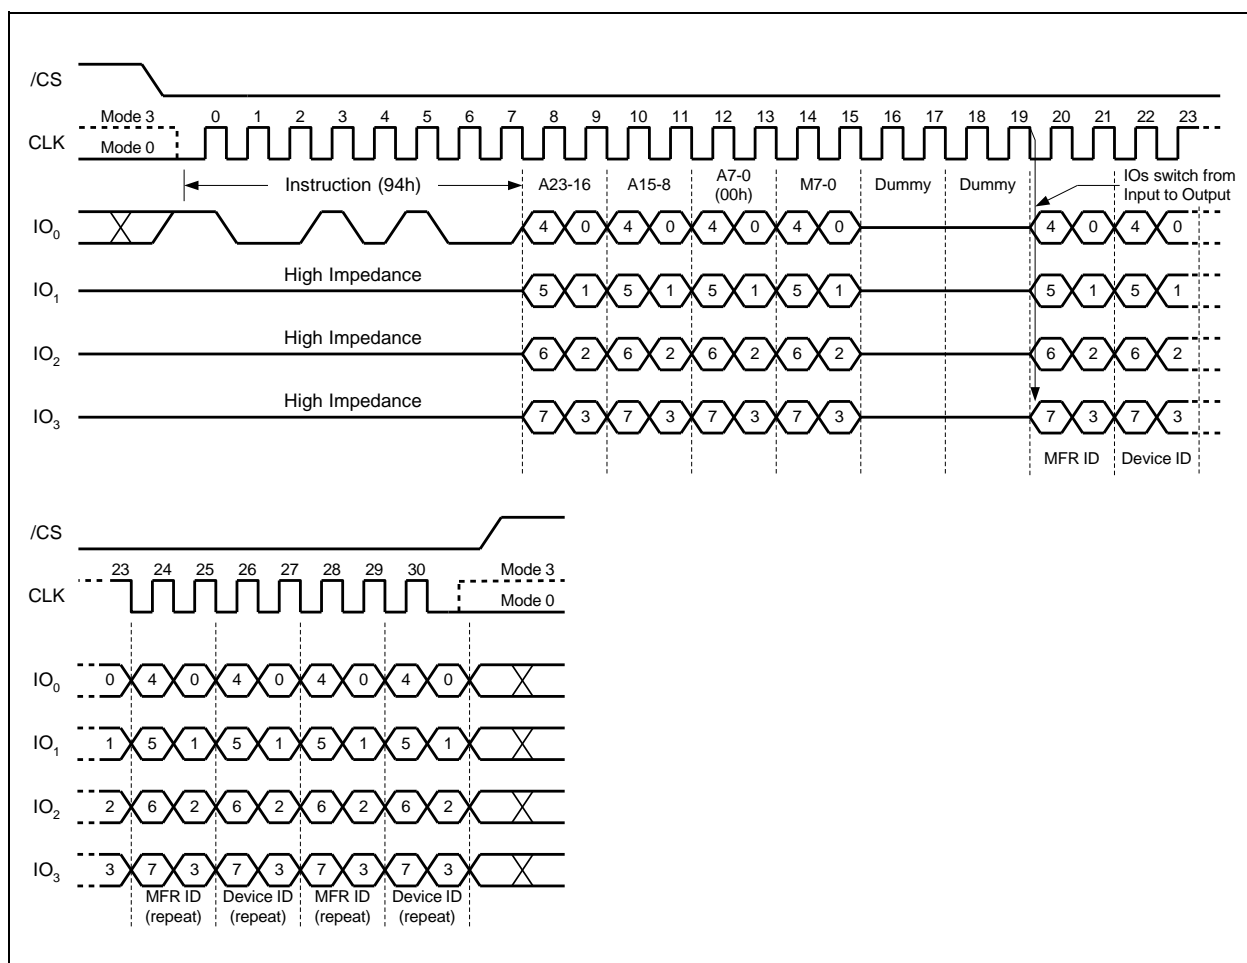 /CS
Mode 3 0 1 2 3 4 5 6 7 8 9 10 11 12 13 14 15 16 17 18 19 20 21 22 23
CLK
Mode 0
Instruction (94h) A23-16 A15-8 A7-0 (00h) M7-0 Dummy Dummy
IOs switch from
Input to Output
IO0 4 0 4 0 4 0 4 0 4 0 4 0
High Impedance
IO1 5 1 5 1 5 1 5 1 5 1 5 1
High Impedance
IO2 6 2 6 2 6 2 6 2 6 2 6 2
High Impedance
IO3 7 3 7 3 7 3 7 3 7 3 7 3
MFR ID Device ID
/CS
23 24 25 26 27 28 29 30 Mode 3
CLK
Mode 0
IO0 0 4 0 4 0 4 0 4 0
IO1 1 5 1 5 1 5 1 5 1
IO2 2 6 2 6 2 6 2 6 2
IO3 3 7 3 7 3 7 3 7 3
MFR ID Device ID MFR ID Device ID
(repeat) (repeat) (repeat) (repeat)